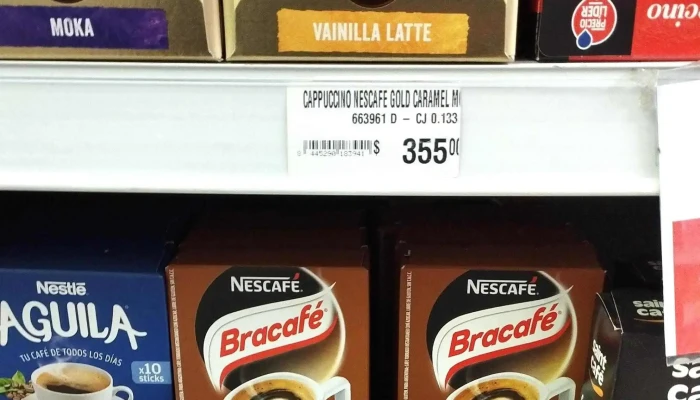 MOKA
VAINILLA LATTE
PRECIO
LIDER
CAPPUCCINO NESCAFE GOLD CARAMEL M
663961 D - CJ 0.133
$ 35500
Nestlé
AGUILA
TU CAFÉ DE TODOS LOS DÍAS
x10
sticks
NESCAFÉ.
Bracafé
NESCAFÉ.
Bracafé